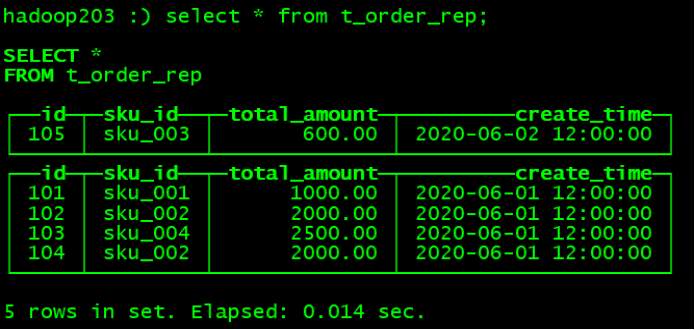 hadoop203 :) select * from t_order_rep;
SELECT *
FROM t_order_rep
id sku_id total_amount create_time
105 sku_003 600.00 2020-06-02 12:00:00
id sku_id total_amount create_time
101 sku_001 1000.00 2020-06-01 12:00:00
102 sku_002 2000.00 2020-06-01 12:00:00
103 sku_004 2500.00 2020-06-01 12:00:00
104 sku_002 2000.00 2020-06-01 12:00:00
5 rows in set. Elapsed: 0.014 sec.